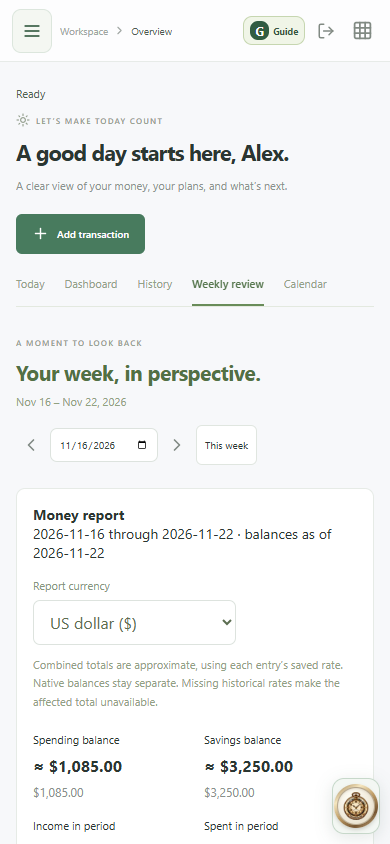 Workspace > Overview
G Guide
Ready
LET'S MAKE TODAY COUNT
A good day starts here, Alex.
A clear view of your money, your plans, and what's next.
+ Add transaction
Today Dashboard History Weekly review Calendar
A MOMENT TO LOOK BACK
Your week, in perspective.
Nov 16 – Nov 22, 2026
11/16/2026
This week
Money report
2026-11-16 through 2026-11-22 · balances as of
2026-11-22
Report currency
US dollar ($)
Combined totals are approximate, using each entry's saved rate.
Native balances stay separate. Missing historical rates make the
affected total unavailable.
Spending balance Savings balance
≈ $1,085.00 ≈ $3,250.00
$1,085.00 $3,250.00
Income in period Spent in period